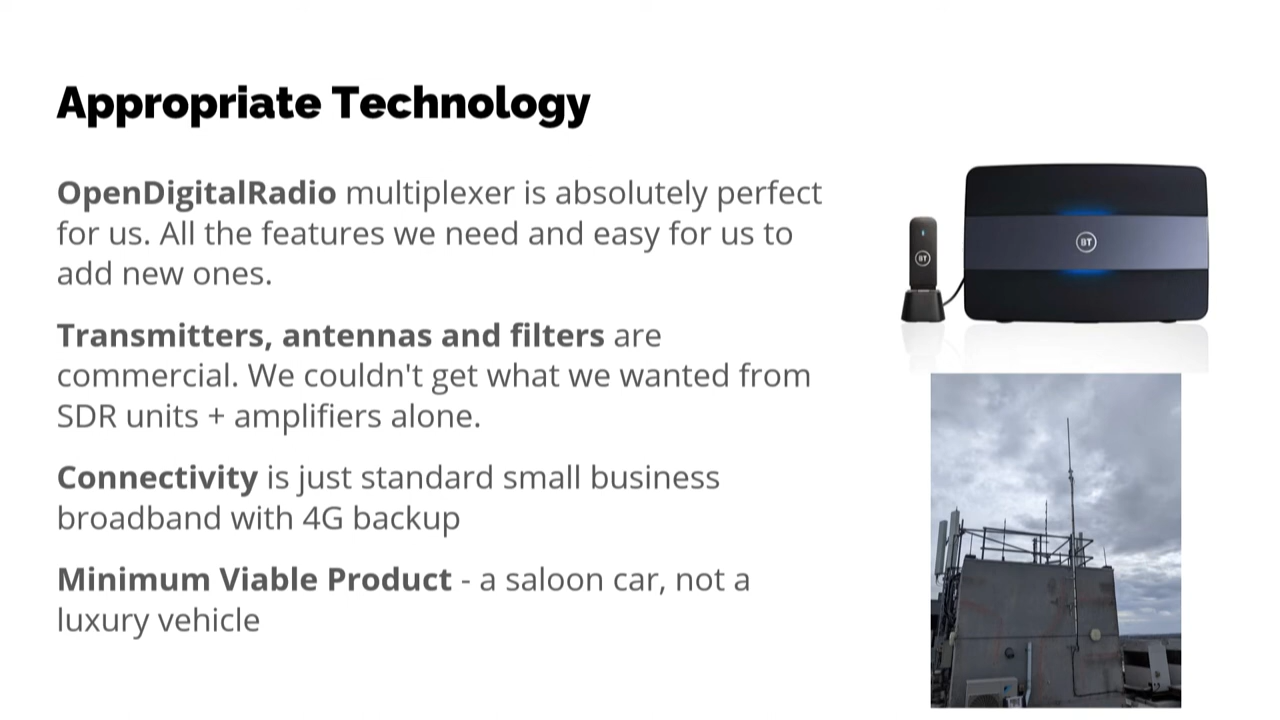 Appropriate Technology
OpenDigitalRadio multiplexer is absolutely perfect
for us. All the features we need and easy for us to
add new ones.
Transmitters, antennas and filters are
commercial. We couldn't get what we wanted from
SDR units + amplifiers alone.
Connectivity is just standard small business
broadband with 4G backup
Minimum Viable Product - a saloon car, not a
luxury vehicle
BT
BT